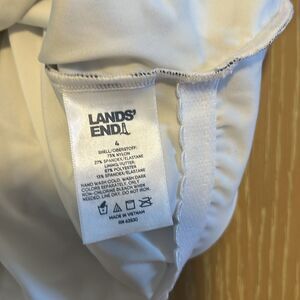 LANDS'
END
4
SHELL/OBERSTOFF:
73% NYLON
27% SPANDEX/ELASTANE
LINING/FUTTER:
87% POLYESTER
13% SPANDEX/ELASTANE
HAND WASH COLD. WASH DARK
COLORS SEPARATELY. ONLY
NON-CHLORINE BLEACH WHEN
NEEDED. LINE DRY. DO NOT IRON.
MADE IN VIETNAM
RN 63630